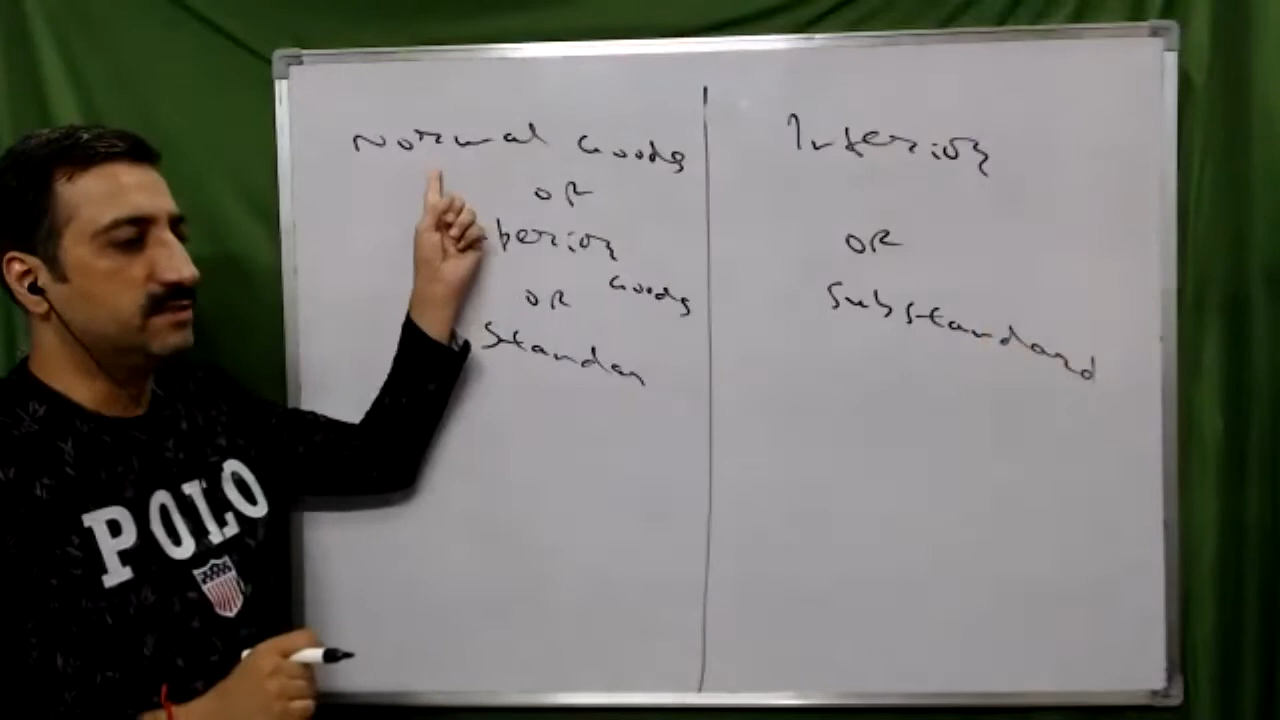 Normal Goods
OR
perior
Goods
OR
Standar
Inferior
OR
Substandard
POLO